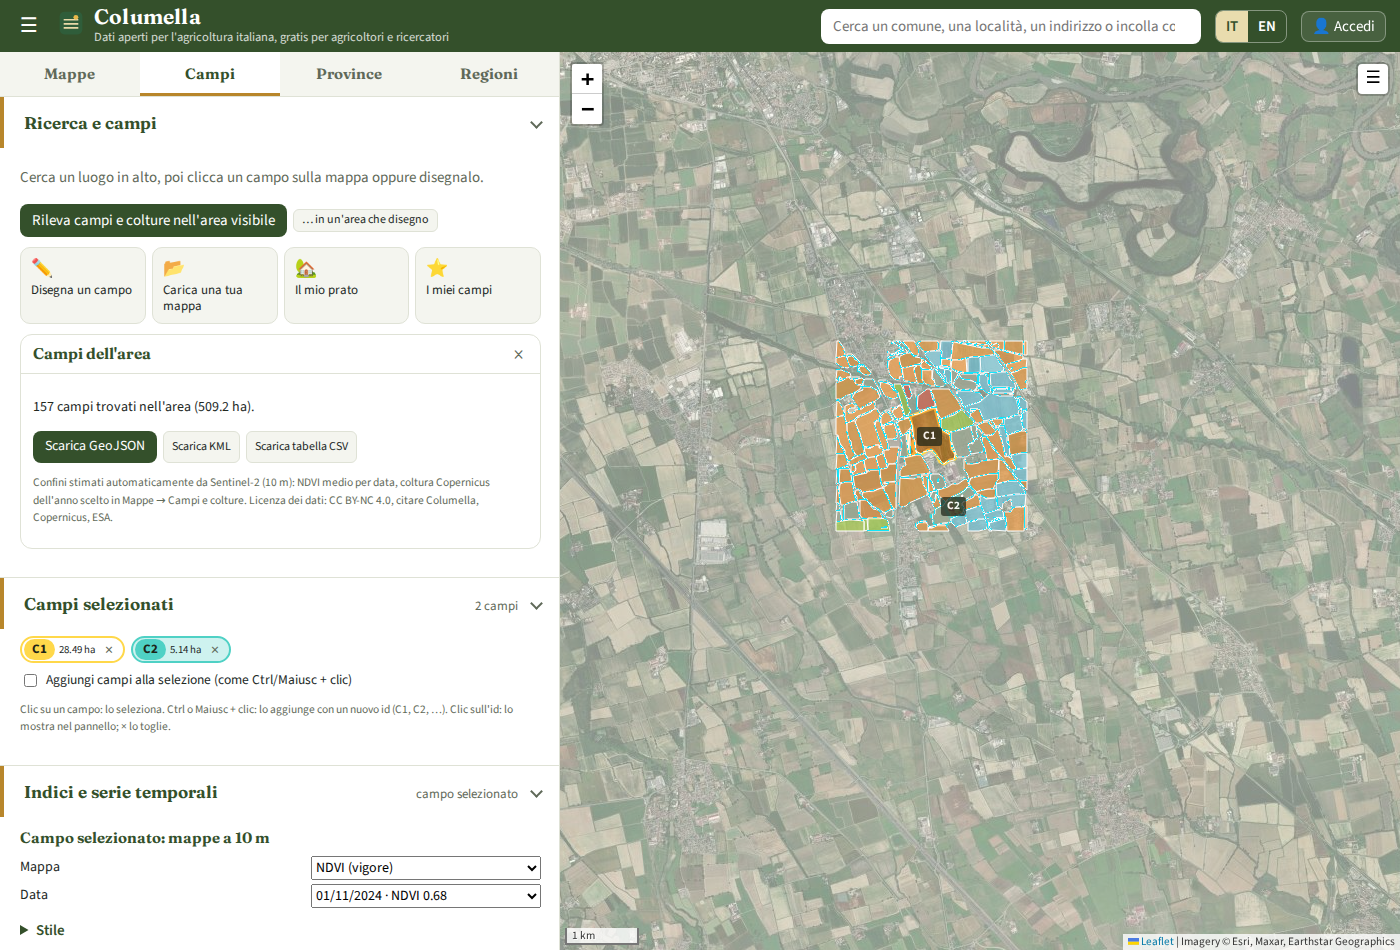 ☰
Columella
Dati aperti per l'agricoltura italiana, gratis per agricoltori e ricercatori
Cerca un comune, una località, un indirizzo o incolla cc
IT EN
Accedi
Mappe Campi Province Regioni
Ricerca e campi
Cerca un luogo in alto, poi clicca un campo sulla mappa oppure disegnalo.
Rileva campi e colture nell'area visibile
…in un'area che disegno
Disegna un campo
Carica una tua
mappa
Il mio prato
I miei campi
Campi dell'area ×
157 campi trovati nell'area (509.2 ha).
Scarica GeoJSON Scarica KML Scarica tabella CSV
Confini stimati automaticamente da Sentinel-2 (10 m): NDVI medio per data, coltura Copernicus
dell'anno scelto in Mappe → Campi e colture. Licenza dei dati: CC BY-NC 4.0, citare Columella,
Copernicus, ESA.
Campi selezionati 2 campi
C1 28.49 ha × C2 5.14 ha ×
Aggiungi campi alla selezione (come Ctrl/Maiusc + clic)
Clic su un campo: lo seleziona. Ctrl o Maiusc + clic: lo aggiunge con un nuovo id (C1, C2, …). Clic sull'id: lo
mostra nel pannello; × lo toglie.
Indici e serie temporali campo selezionato
Campo selezionato: mappe a 10 m
Mappa NDVI (vigore)
Data 01/11/2024 · NDVI 0.68
▶ Stile
+
−
☰
C1
C2
1 km
Leaflet | Imagery © Esri, Maxar, Earthstar Geographics